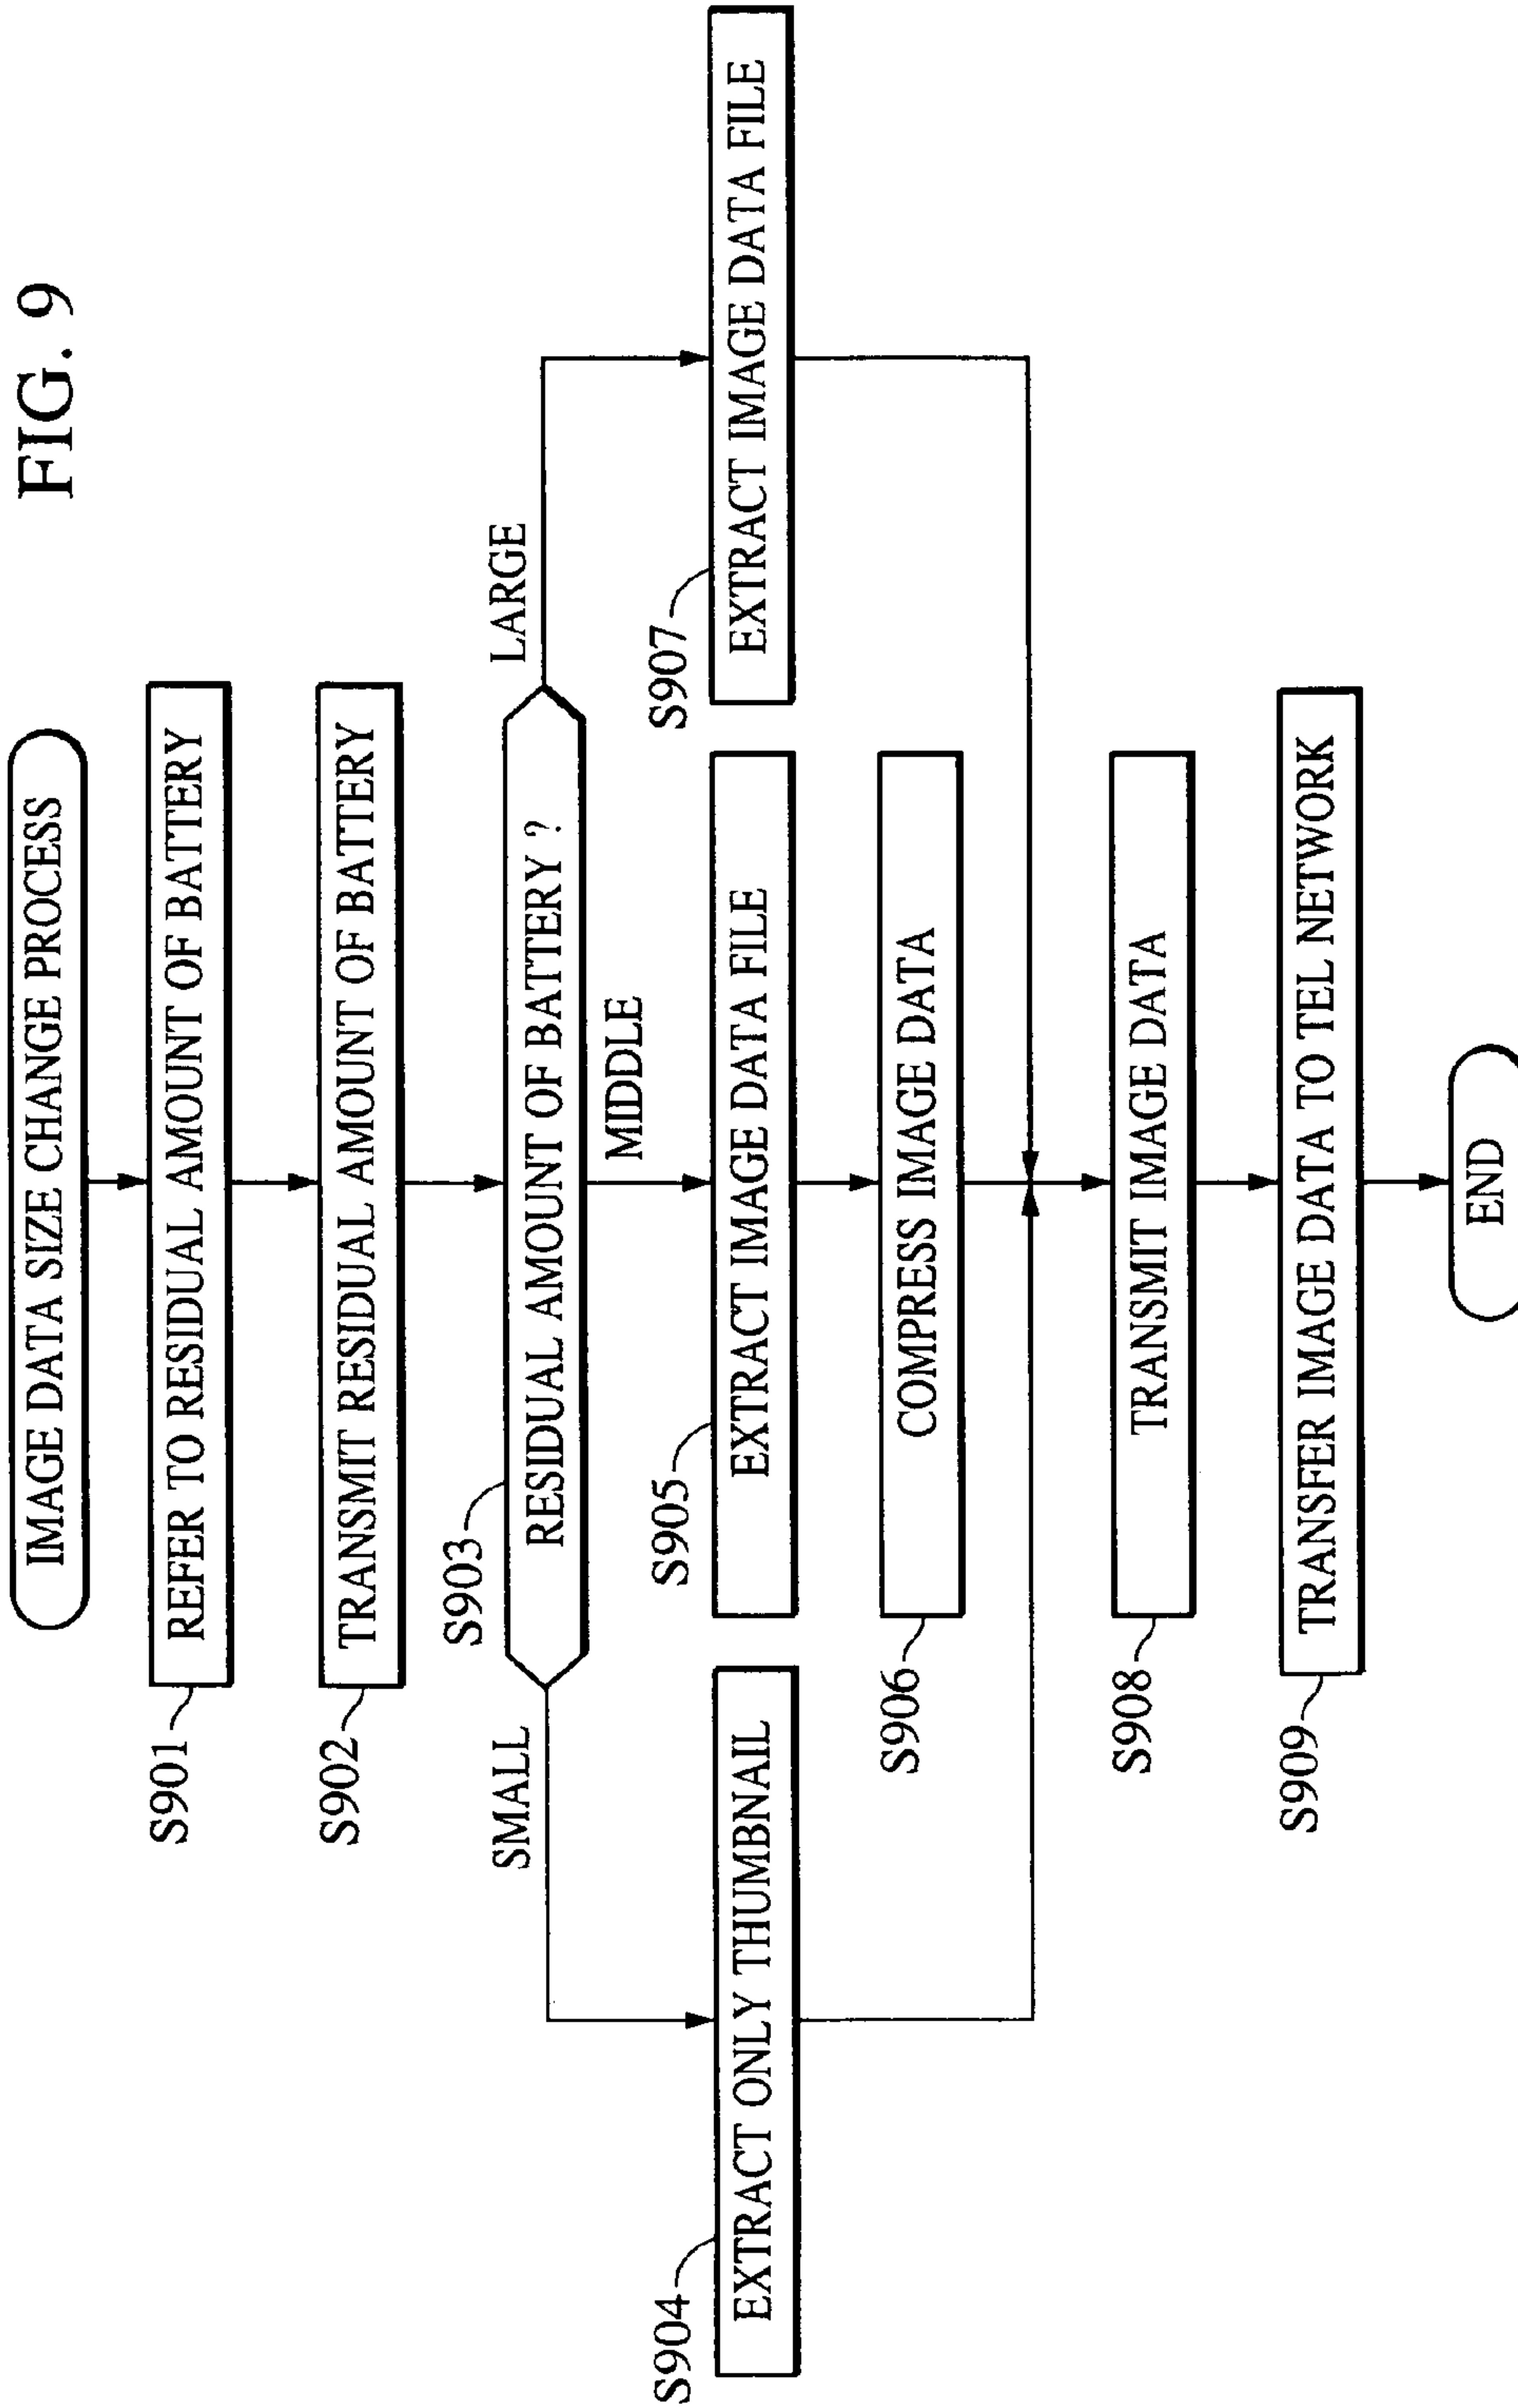 FIG. 9
IMAGE DATA SIZE CHANGE PROCESS
S901
REFER TO RESIDUAL AMOUNT OF BATTERY
S902
TRANSMIT RESIDUAL AMOUNT OF BATTERY
S903
RESIDUAL AMOUNT OF BATTERY ?
SMALL
MIDDLE
LARGE
S904
EXTRACT ONLY THUMBNAIL
S905
EXTRACT IMAGE DATA FILE
S907
EXTRACT IMAGE DATA FILE
S906
COMPRESS IMAGE DATA
S908
TRANSMIT IMAGE DATA
S909
TRANSFER IMAGE DATA TO TEL NETWORK
END